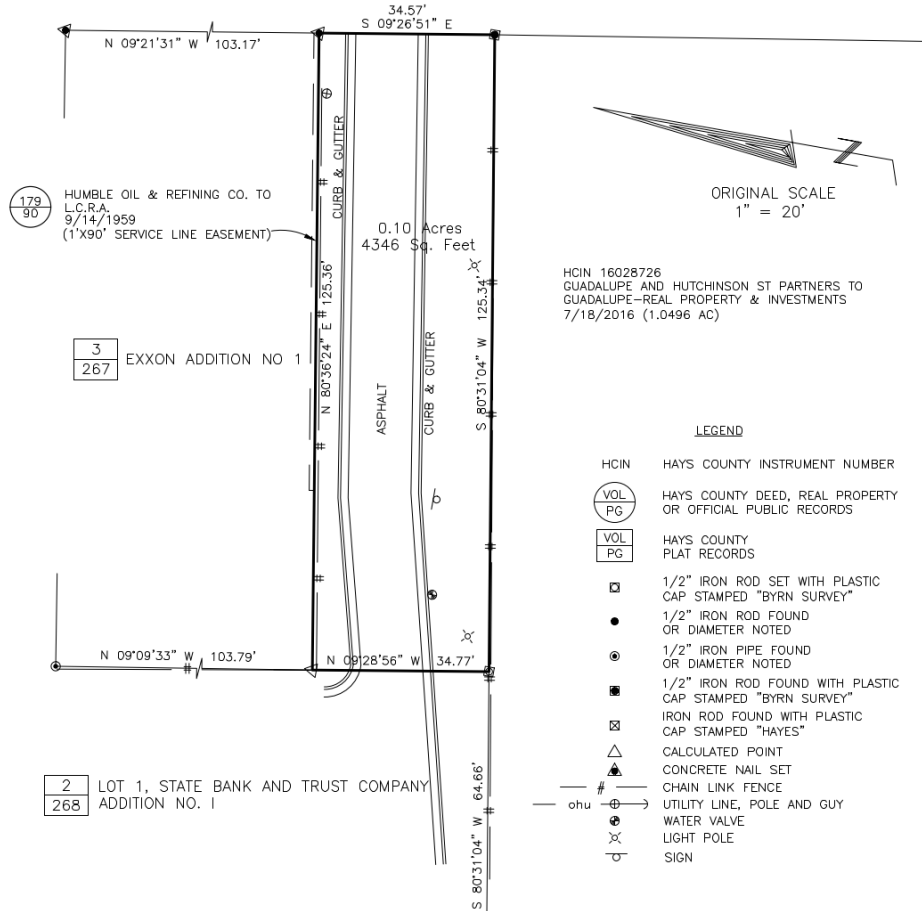 34.57'
S 09°26'51" E
N 09°21'31" W 103.17'
CURB & GUTTER
179
90
HUMBLE OIL & REFINING CO. TO
L.C.R.A.
9/14/1959
(1'X90' SERVICE LINE EASEMENT)
0.10 Acres
4346 Sq. Feet
ORIGINAL SCALE
1" = 20'
HCIN 16028726
GUADALUPE AND HUTCHINSON ST PARTNERS TO
GUADALUPE-REAL PROPERTY & INVESTMENTS
7/18/2016 (1.0496 AC)
N 80°36'24" E 125.36'
S 80°31'04" W 125.34'
3
267
EXXON ADDITION NO 1
ASPHALT
CURB & GUTTER
N 09°09'33" W 103.79'
N 09°28'56" W 34.77'
2
268
LOT 1, STATE BANK AND TRUST COMPANY
ADDITION NO. I
S 80°31'04" W 64.66'
LEGEND
HCIN HAYS COUNTY INSTRUMENT NUMBER
VOL
PG
HAYS COUNTY DEED, REAL PROPERTY
OR OFFICIAL PUBLIC RECORDS
VOL
PG
HAYS COUNTY
PLAT RECORDS
1/2" IRON ROD SET WITH PLASTIC
CAP STAMPED "BYRN SURVEY"
1/2" IRON ROD FOUND
OR DIAMETER NOTED
1/2" IRON PIPE FOUND
OR DIAMETER NOTED
1/2" IRON ROD FOUND WITH PLASTIC
CAP STAMPED "BYRN SURVEY"
IRON ROD FOUND WITH PLASTIC
CAP STAMPED "HAYES"
CALCULATED POINT
CONCRETE NAIL SET
CHAIN LINK FENCE
ohu UTILITY LINE, POLE AND GUY
WATER VALVE
LIGHT POLE
SIGN